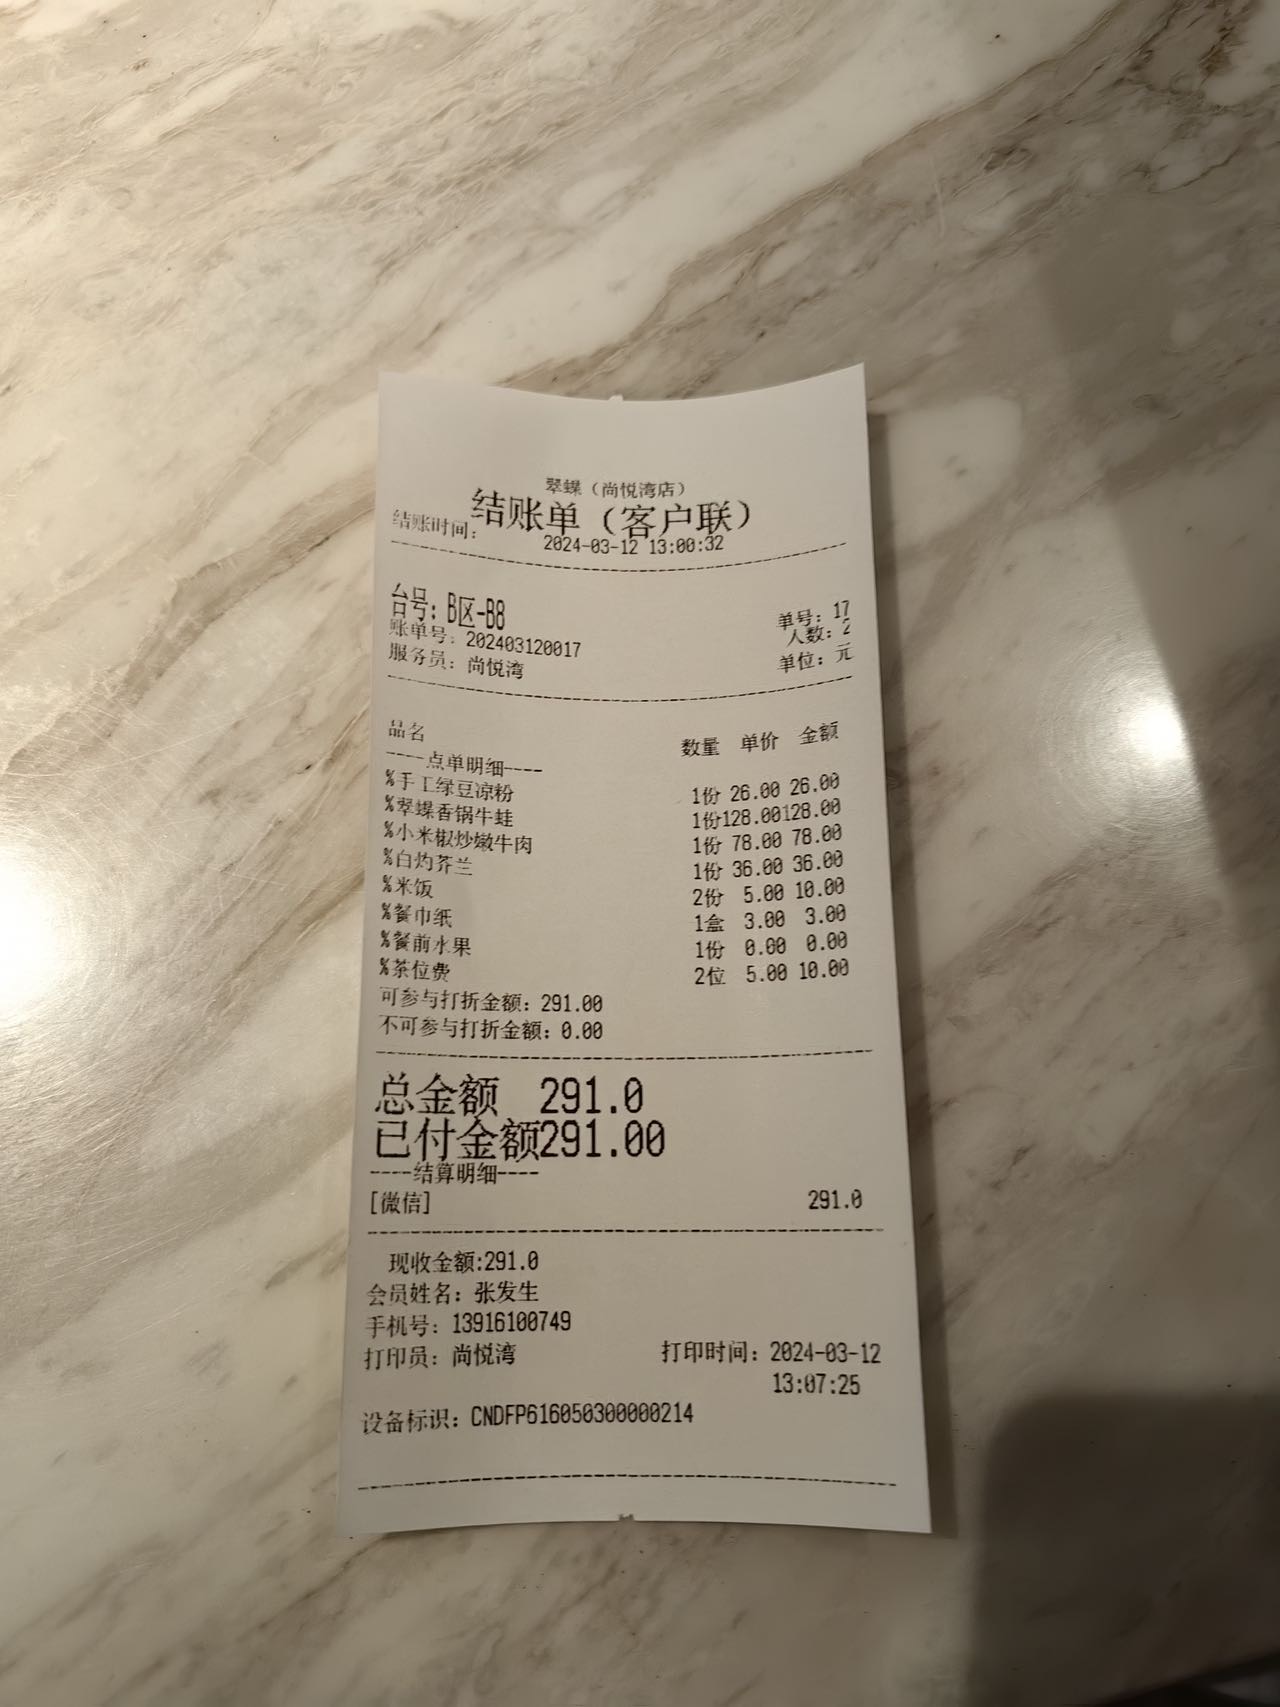 翠蝶（尚悦湾店）
结账单（客户联）
结账时间： 2024-03-12 13:00:32
台号：B区-B8 单号：17
账单号：202403120017 人数：2
服务员：尚悦湾 单位：元
品名 数量 单价 金额
----点单明细----
%手工绿豆凉粉 1份 26.00 26.00
%翠蝶香锅牛蛙 1份128.00128.00
%小米椒炒嫩牛肉 1份 78.00 78.00
%白灼芥兰 1份 36.00 36.00
%米饭 2份 5.00 10.00
%餐巾纸 1盒 3.00 3.00
%餐前水果 1份 0.00 0.00
%茶位费 2位 5.00 10.00
可参与打折金额：291.00
不可参与打折金额：0.00
总金额 291.0
已付金额291.00
----结算明细----
[微信] 291.0
现收金额:291.0
会员姓名：张发生
手机号：13916100749
打印员：尚悦湾 打印时间：2024-03-12
13:07:25
设备标识：CNDFP616050300000214